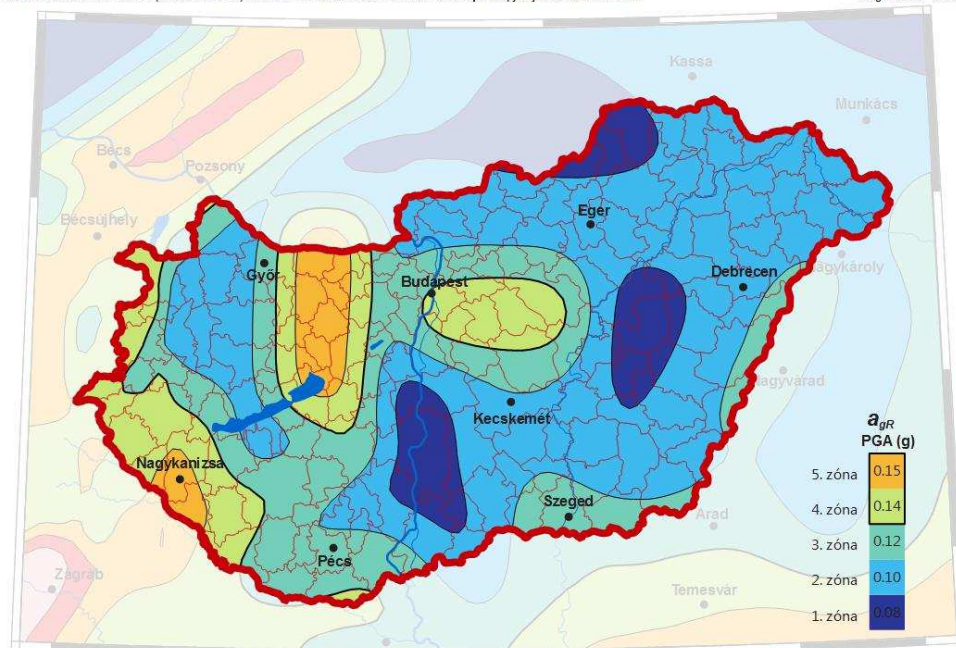 Kassa
Munkács
Bécs
Pozsony
Eger
Bécsújhely
Győr
Budapest
Debrecen
Nagykároly
Nagyvárad
Kecskemét
a_gR
PGA (g)
Nagykanizsa
5. zóna 0.15
Szeged
4. zóna 0.14
Arad
3. zóna 0.12
Pécs
2. zóna 0.10
Zágráb
Temesvár
1. zóna 0.08